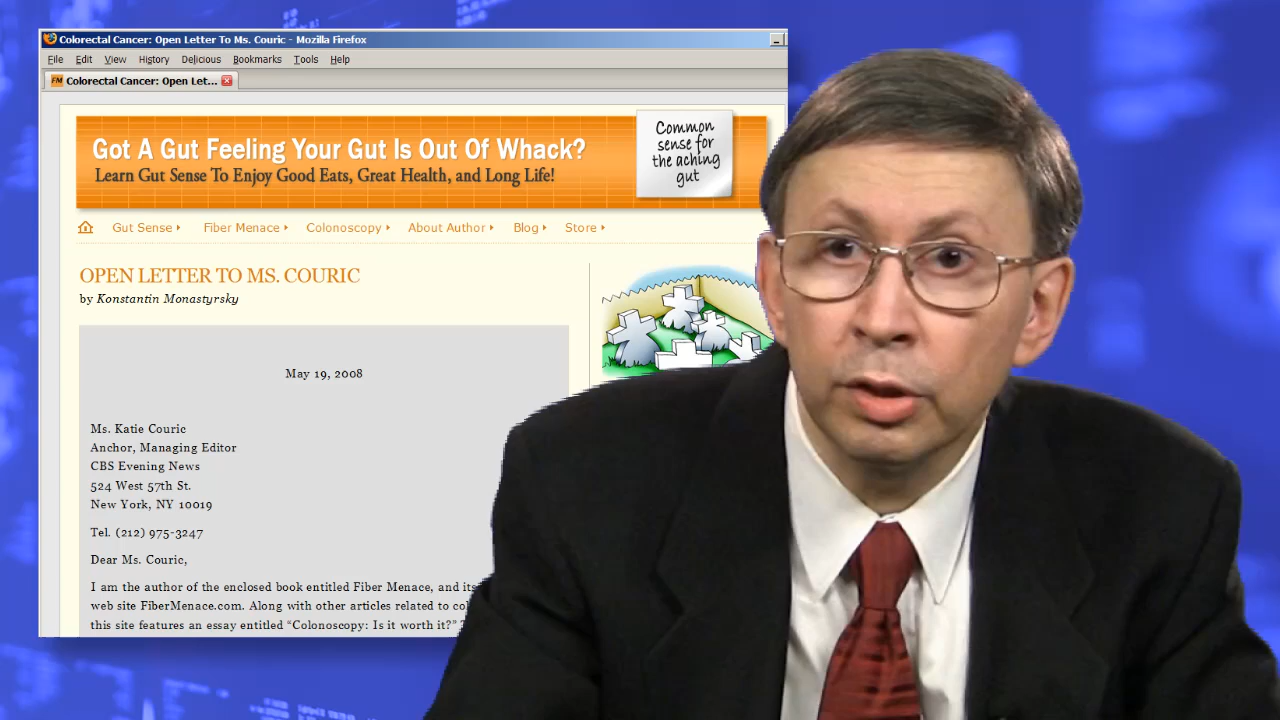 Colorectal Cancer: Open Letter To Ms. Couric - Mozilla Firefox
File Edit View History Delicious Bookmarks Tools Help
FM Colorectal Cancer: Open Let...
Got A Gut Feeling Your Gut Is Out Of Whack?
Learn Gut Sense To Enjoy Good Eats, Great Health, and Long Life!
Common
sense for
the aching
gut
Gut Sense Fiber Menace Colonoscopy About Author Blog Store
OPEN LETTER TO MS. COURIC
by Konstantin Monastyrsky
May 19, 2008
Ms. Katie Couric
Anchor, Managing Editor
CBS Evening News
524 West 57th St.
New York, NY 10019
Tel. (212) 975-3247
Dear Ms. Couric,
I am the author of the enclosed book entitled Fiber Menace, and its
web site FiberMenace.com. Along with other articles related to
this site features an essay entitled “Colonoscopy: Is it worth it?”